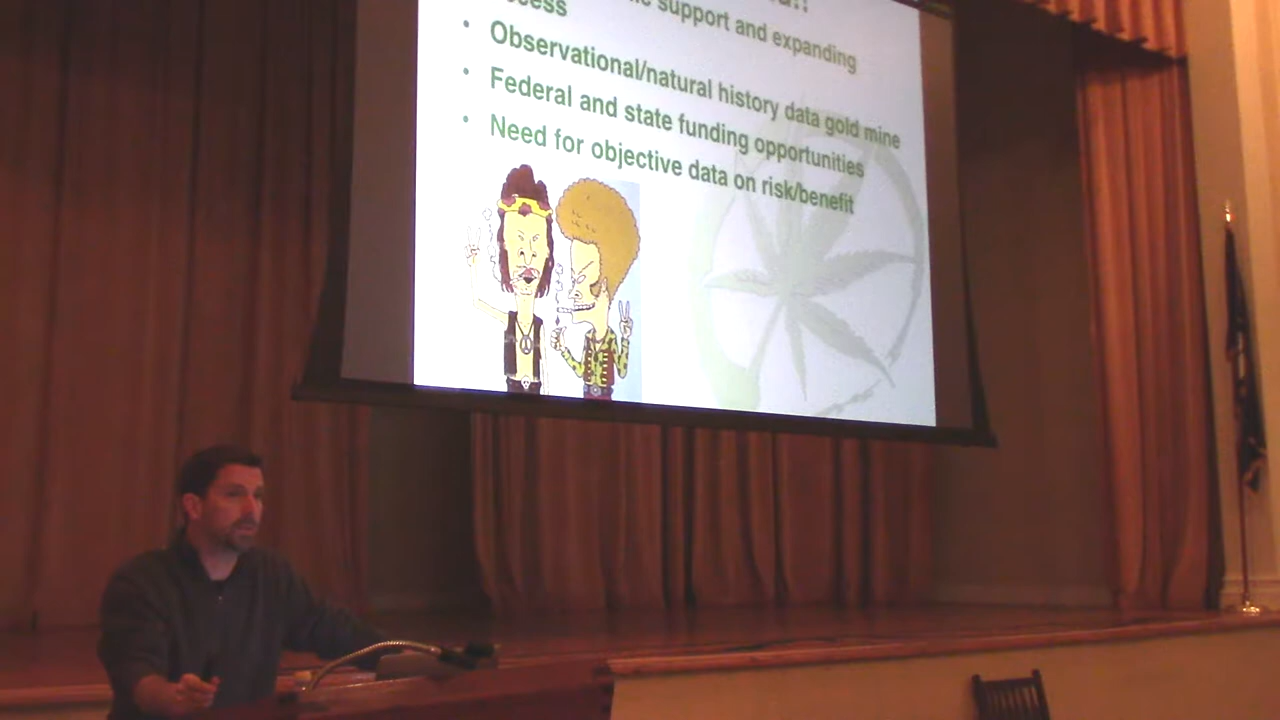 support and expanding
Observational/natural history data gold mine
Federal and state funding opportunities
Need for objective data on risk/benefit